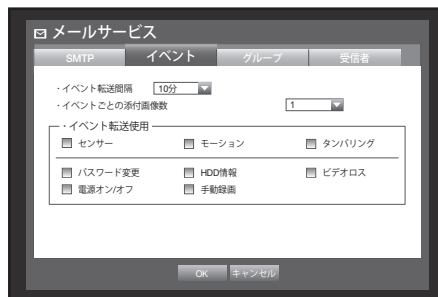 メールサービス
SMTP イベント グループ 受信者
・イベント転送間隔 10分
・イベントごとの添付画像数 1
・イベント転送使用
センサー モーション タンパリング
パスワード変更 HDD情報 ビデオロス
電源オン/オフ 手動録画
OK キャンセル